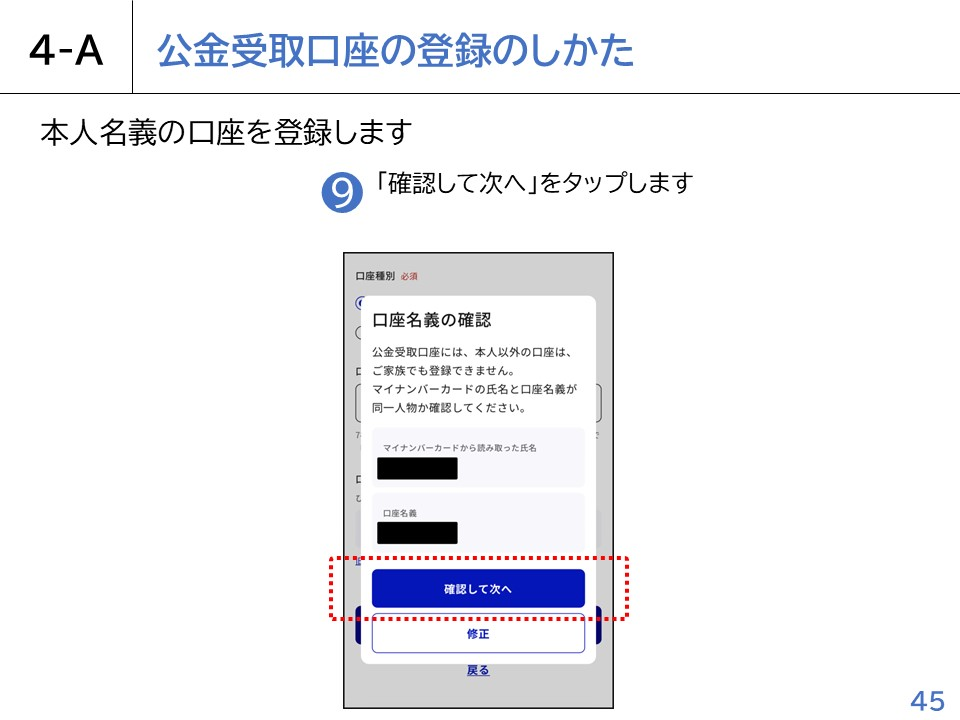 4-A
公金受取口座の登録のしかた
本人名義の口座を登録します
9 「確認して次へ」をタップします
口座種別 必須
口座名義の確認
公金受取口座には、本人以外の口座は、
ご家族でも登録できません。
マイナンバーカードの氏名と口座名義が
同一人物か確認してください。
マイナンバーカードから読み取った氏名
口座名義
確認して次へ
修正
戻る
45